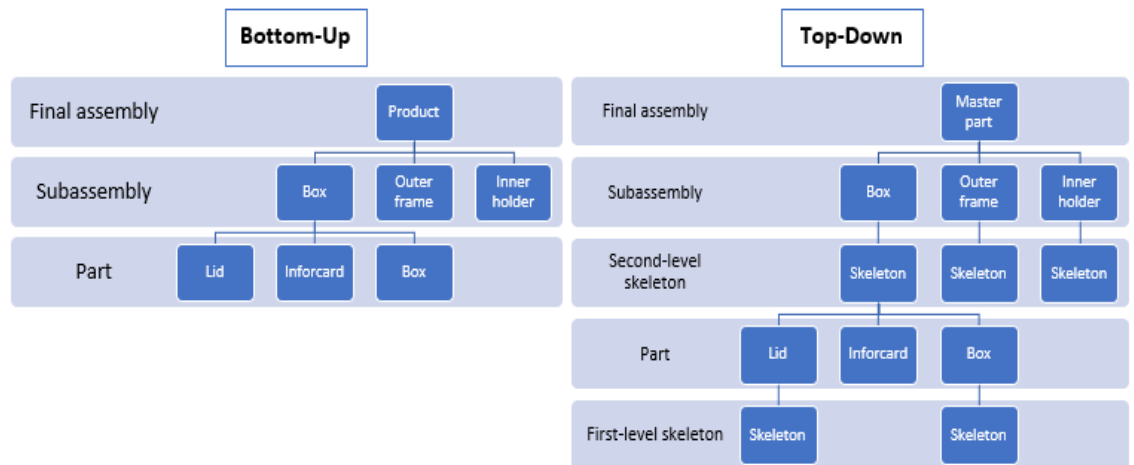 Bottom-Up
Final assembly
Product
Subassembly
Box
Outer
frame
Inner
holder
Part
Lid
Inforcard
Box
Top-Down
Final assembly
Master
part
Subassembly
Box
Outer
frame
Inner
holder
Second-level
skeleton
Skeleton
Skeleton
Skeleton
Part
Lid
Inforcard
Box
First-level skeleton
Skeleton
Skeleton